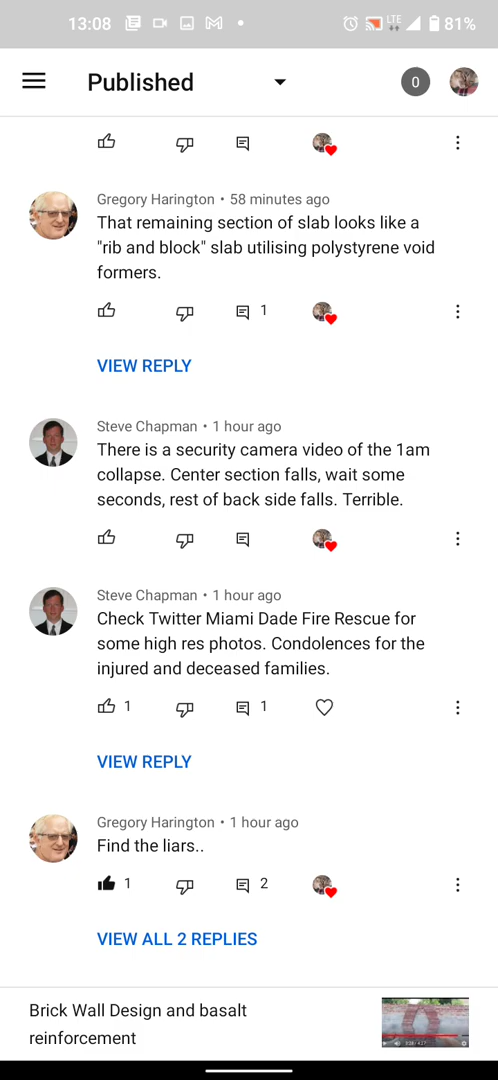 13:08
LTE
81%
Published
0
Gregory Harington • 58 minutes ago
That remaining section of slab looks like a
"rib and block" slab utilising polystyrene void
formers.
1
VIEW REPLY
Steve Chapman • 1 hour ago
There is a security camera video of the 1am
collapse. Center section falls, wait some
seconds, rest of back side falls. Terrible.
Steve Chapman • 1 hour ago
Check Twitter Miami Dade Fire Rescue for
some high res photos. Condolences for the
injured and deceased families.
1 1
VIEW REPLY
Gregory Harington • 1 hour ago
Find the liars..
1 2
VIEW ALL 2 REPLIES
Brick Wall Design and basalt
reinforcement